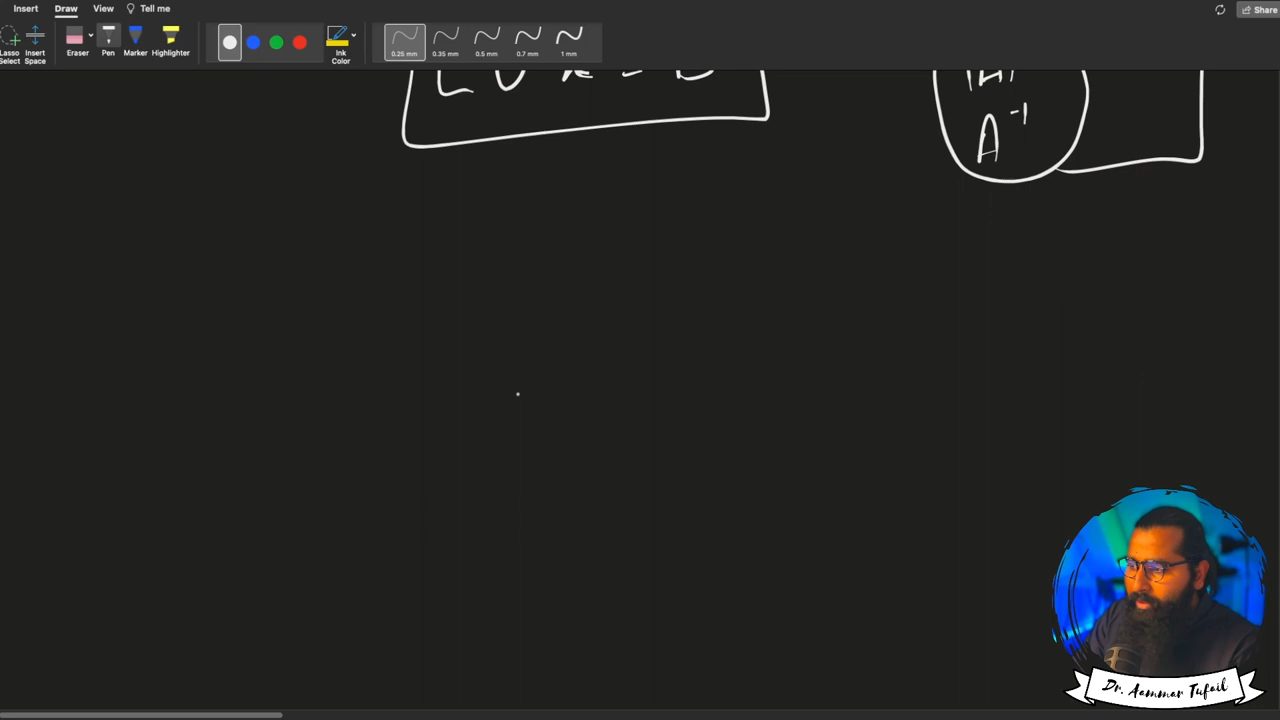 Insert Draw View Tell me Share
Lasso Select Insert Space Eraser Pen Marker Highlighter Ink Color 0.25 mm 0.35 mm 0.5 mm 0.7 mm 1 mm
L U x = B
|A|
A⁻¹
Dr. Aammar Tufail